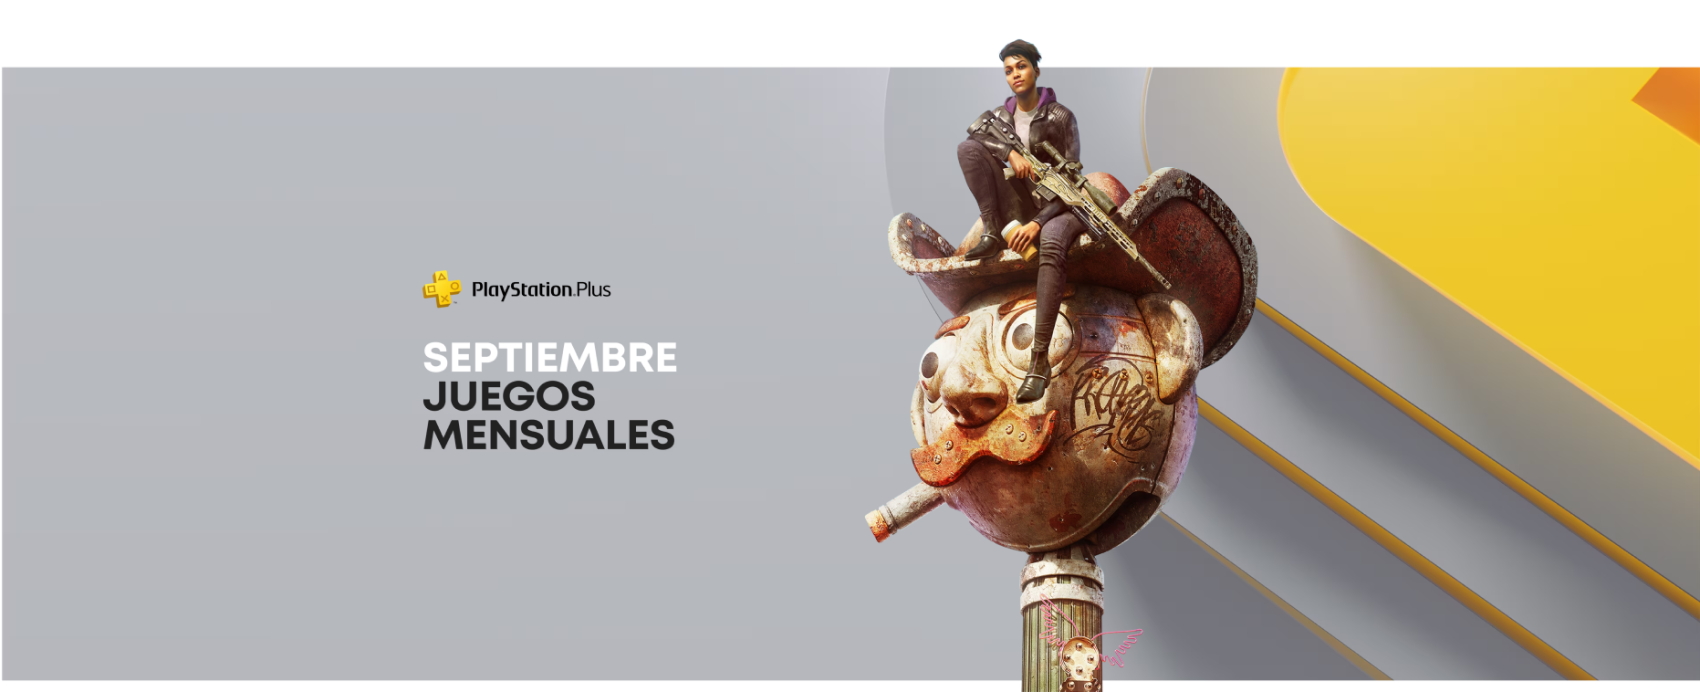 PlayStation.Plus
SEPTIEMBRE
JUEGOS
MENSUALES